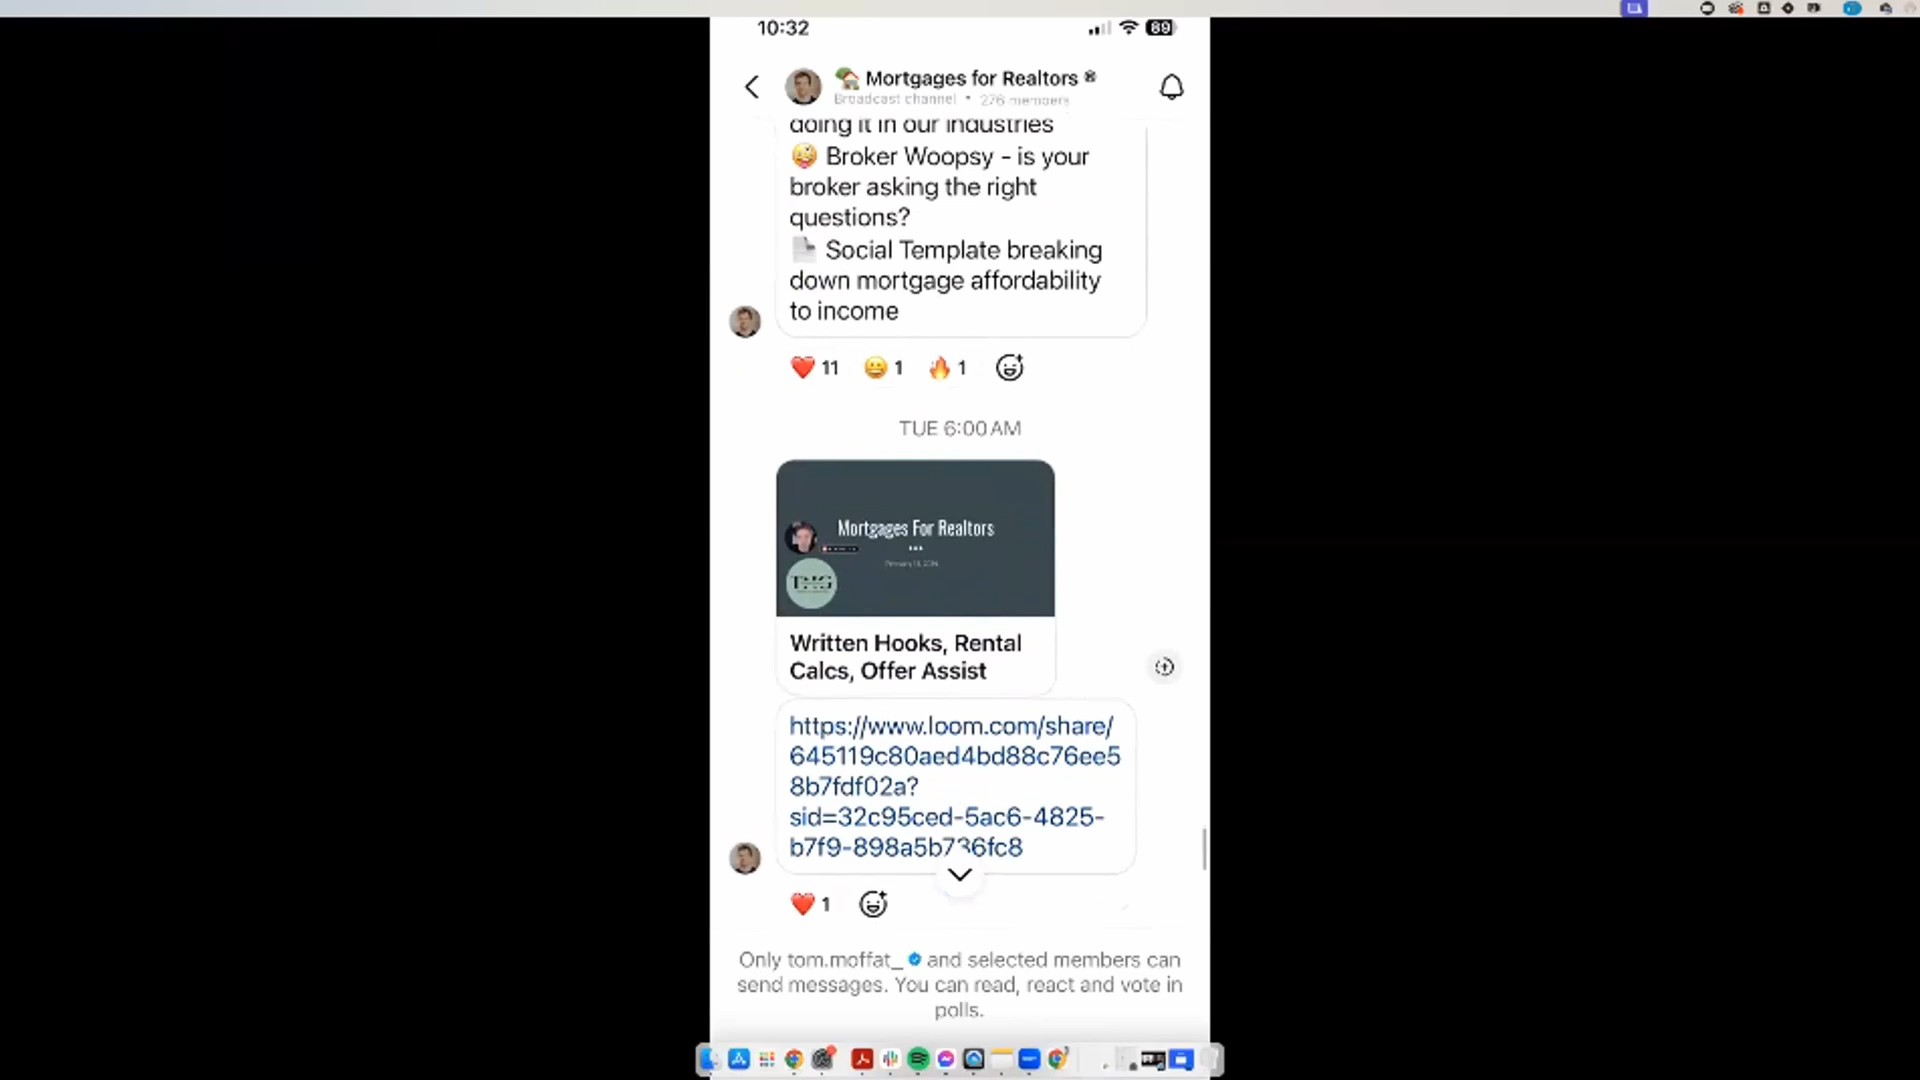 10:32
89
Mortgages for Realtors
Broadcast channel • 276 members
doing it in our industries
Broker Woopsy - is your
broker asking the right
questions?
Social Template breaking
down mortgage affordability
to income
11 1 1
TUE 6:00 AM
Mortgages For Realtors
TMG
Written Hooks, Rental
Calcs, Offer Assist
https://www.loom.com/share/
645119c80aed4bd88c76ee5
8b7fdf02a?
sid=32c95ced-5ac6-4825-
b7f9-898a5b736fc8
1
Only tom.moffat_ and selected members can
send messages. You can read, react and vote in
polls.